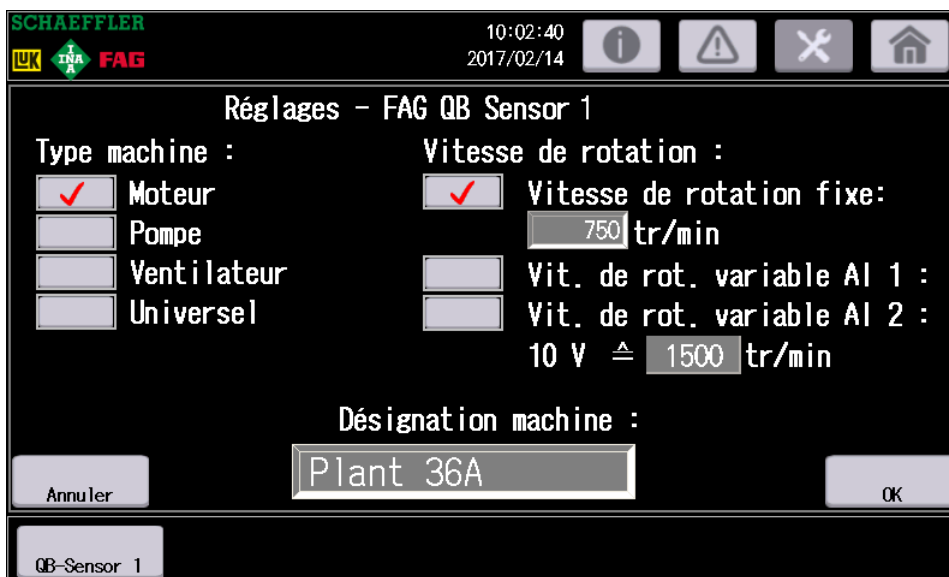 SCHAEFFLER
LUK INA FAG
10:02:40
2017/02/14
Réglages - FAG QB Sensor 1
Type machine :
Moteur
Pompe
Ventilateur
Universel
Vitesse de rotation :
Vitesse de rotation fixe:
750 tr/min
Vit. de rot. variable AI 1 :
Vit. de rot. variable AI 2 :
10 V ≙ 1500 tr/min
Désignation machine :
Plant 36A
Annuler
OK
QB-Sensor 1